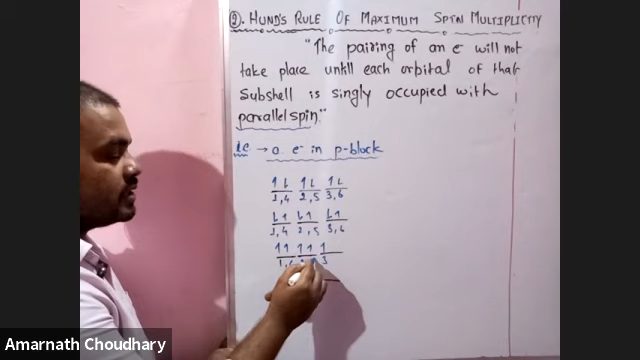 ②. HUND'S RULE OF MAXIMUM SPIN MULTIPLICITY
"The pairing of an e⁻ will not
take place untill each orbital of that
Subshell is singly occupied with
parallel spin."
→ e⁻ in p-block
1,4 2,5 3,6
1,4 2,5 3,6
3
Amarnath Choudhary